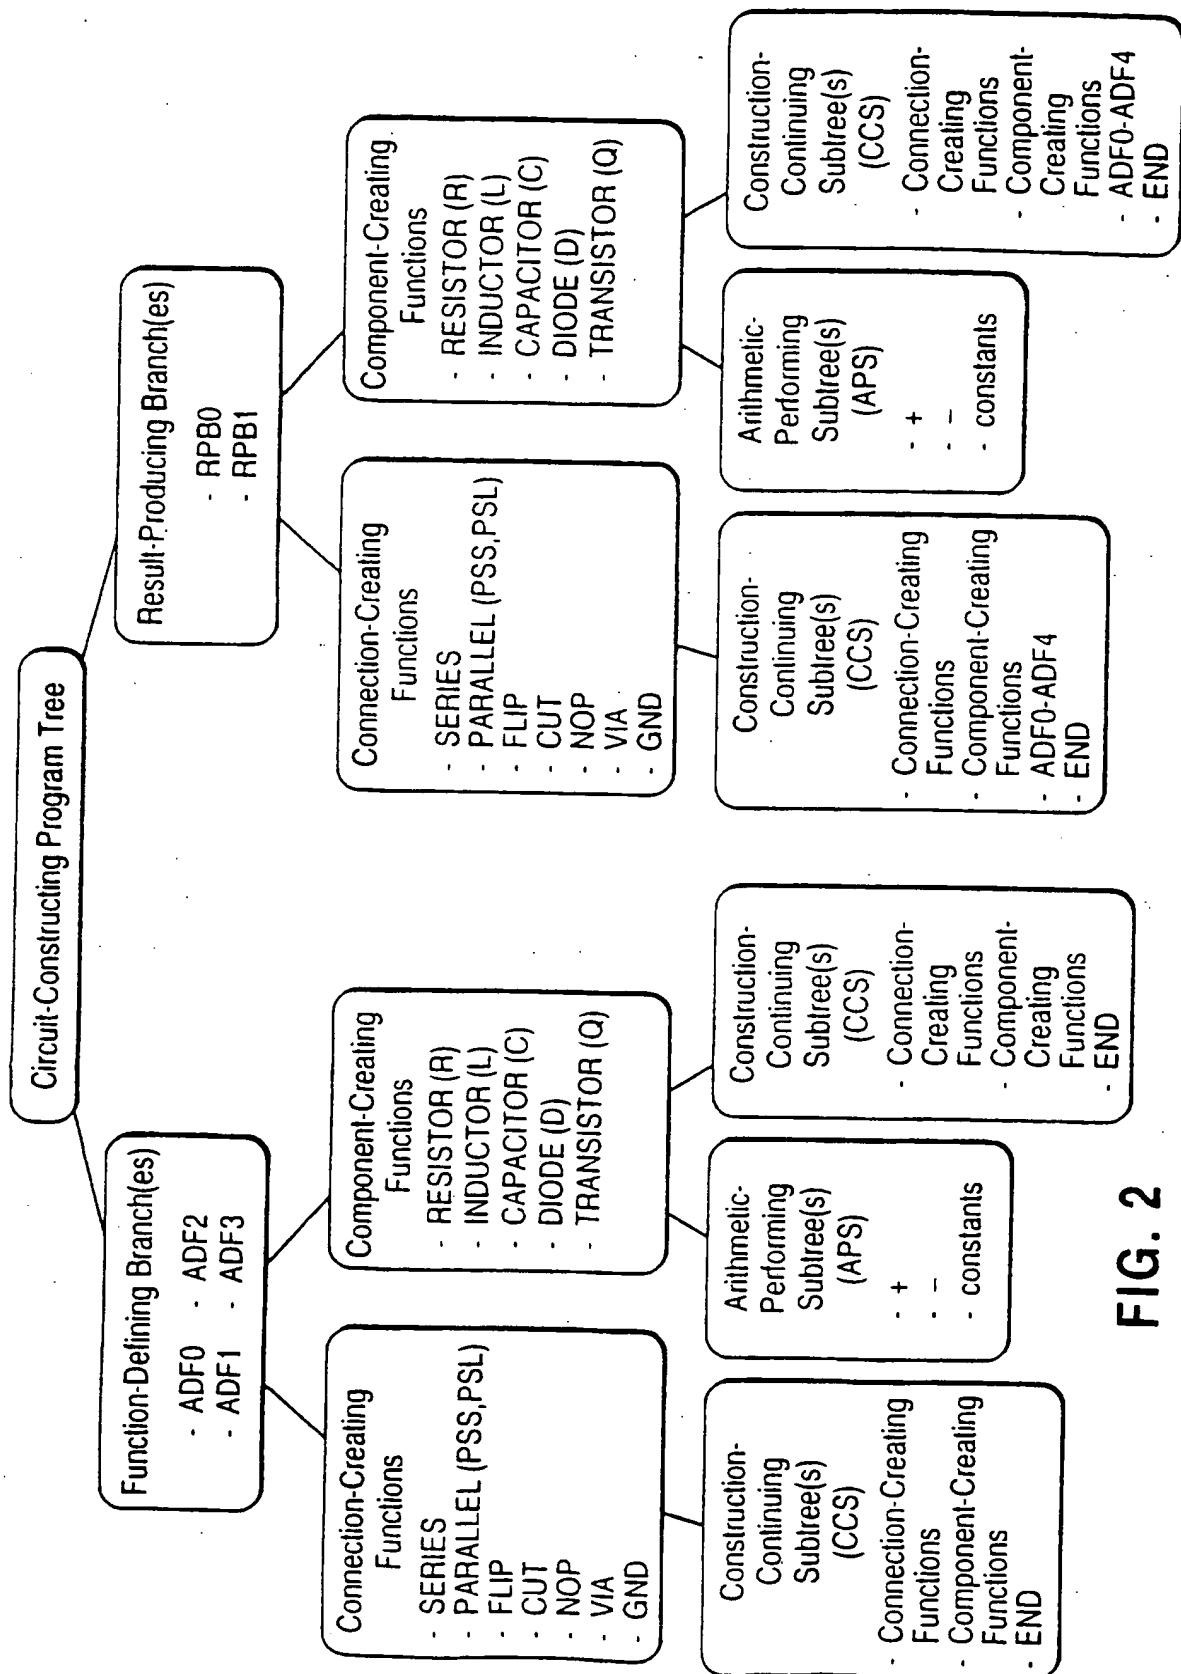 Circuit-Constructing Program Tree
Function-Defining Branch(es)
- ADF0 - ADF2
- ADF1 - ADF3
Result-Producing Branch(es)
- RPB0
- RPB1
Connection-Creating
Functions
- SERIES
- PARALLEL (PSS,PSL)
- FLIP
- CUT
- NOP
- VIA
- GND
Component-Creating
Functions
- RESISTOR (R)
- INDUCTOR (L)
- CAPACITOR (C)
- DIODE (D)
- TRANSISTOR (Q)
Connection-Creating
Functions
- SERIES
- PARALLEL (PSS,PSL)
- FLIP
- CUT
- NOP
- VIA
- GND
Component-Creating
Functions
- RESISTOR (R)
- INDUCTOR (L)
- CAPACITOR (C)
- DIODE (D)
- TRANSISTOR (Q)
Construction-
Continuing
Subtree(s)
(CCS)
- Connection-Creating
Functions
- Component-Creating
Functions
- END
Arithmetic-
Performing
Subtree(s)
(APS)
- +
- –
- constants
Construction-
Continuing
Subtree(s)
(CCS)
- Connection-
Creating
Functions
- Component-
Creating
Functions
- END
Construction-
Continuing
Subtree(s)
(CCS)
- Connection-Creating
Functions
- Component-Creating
Functions
- ADF0-ADF4
- END
Arithmetic-
Performing
Subtree(s)
(APS)
- +
- –
- constants
Construction-
Continuing
Subtree(s)
(CCS)
- Connection-
Creating
Functions
- Component-
Creating
Functions
- ADF0-ADF4
- END
FIG. 2